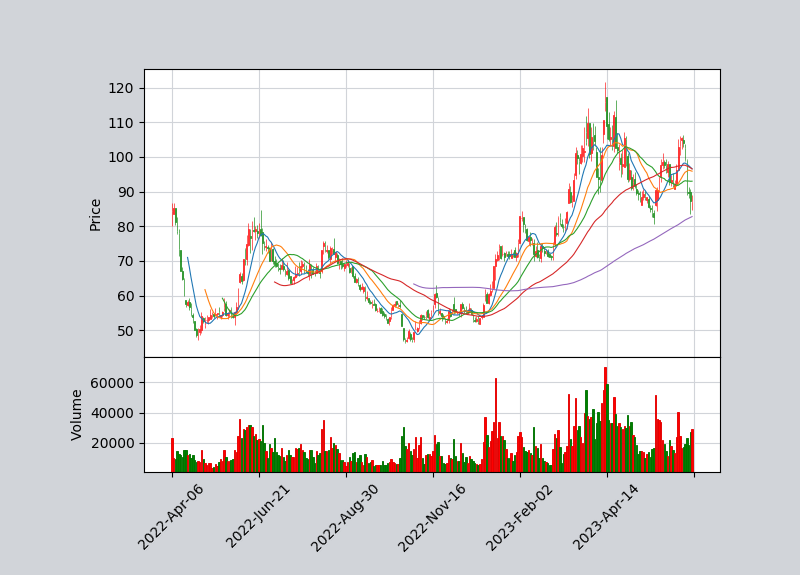 120
110
100
90
80
70
60
50
Price
60000
40000
20000
Volume
2022-Apr-06
2022-Jun-21
2022-Aug-30
2022-Nov-16
2023-Feb-02
2023-Apr-14